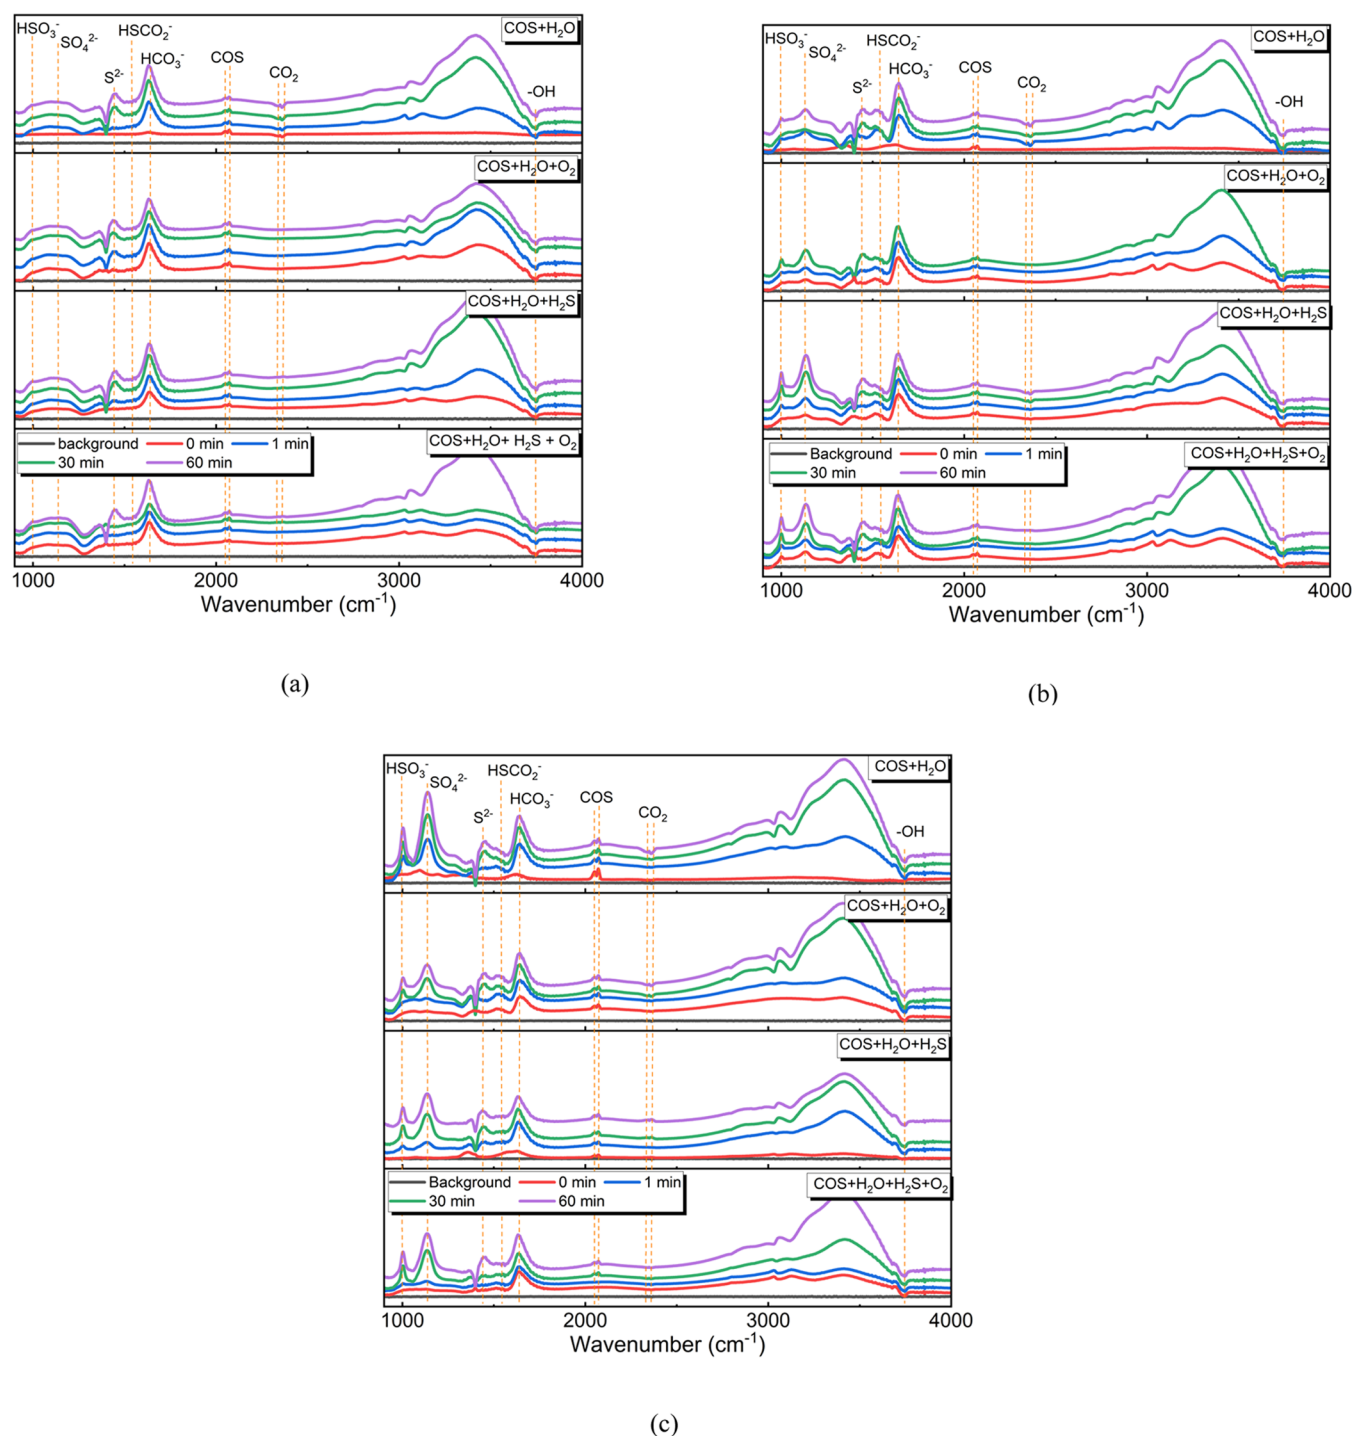 HSO₃⁻ SO₄²⁻ S²⁻ HSCO₂⁻ HCO₃⁻ COS CO₂ -OH
COS+H₂O
COS+H₂O+O₂
COS+H₂O+H₂S
COS+H₂O+ H₂S + O₂
background 0 min 1 min
30 min 60 min
1000 2000 3000 4000
Wavenumber (cm⁻¹)
(a)
HSO₃⁻ SO₄²⁻ S²⁻ HSCO₂⁻ HCO₃⁻ COS CO₂ -OH
COS+H₂O
COS+H₂O+O₂
COS+H₂O+H₂S
COS+H₂O+H₂S+O₂
Background 0 min 1 min
30 min 60 min
1000 2000 3000 4000
Wavenumber (cm⁻¹)
(b)
HSO₃⁻ SO₄²⁻ S²⁻ HSCO₂⁻ HCO₃⁻ COS CO₂ -OH
COS+H₂O
COS+H₂O+O₂
COS+H₂O+H₂S
COS+H₂O+H₂S+O₂
Background 0 min 1 min
30 min 60 min
1000 2000 3000 4000
Wavenumber (cm⁻¹)
(c)